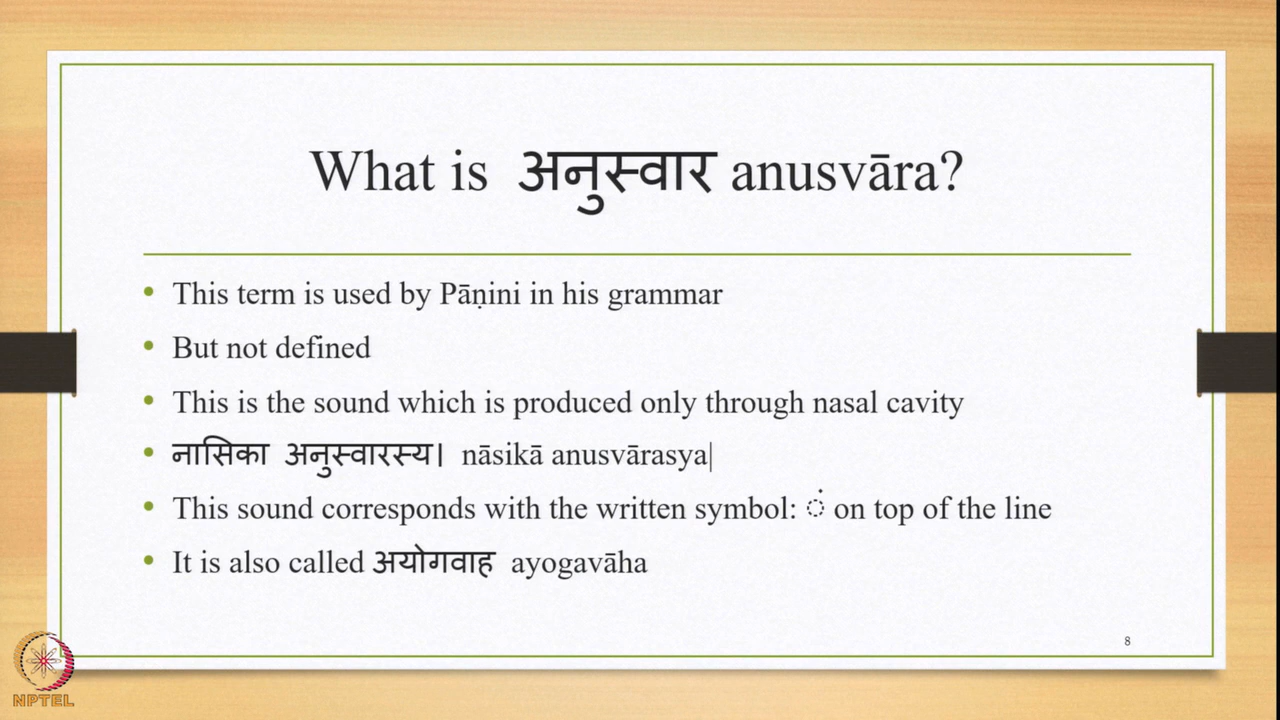 What is अनुस्वार anusvāra?
• This term is used by Pāṇini in his grammar
• But not defined
• This is the sound which is produced only through nasal cavity
• नासिका अनुस्वारस्य। nāsikā anusvārasya|
• This sound corresponds with the written symbol: ◌ं on top of the line
• It is also called अयोगवाह ayogavāha
8
NPTEL